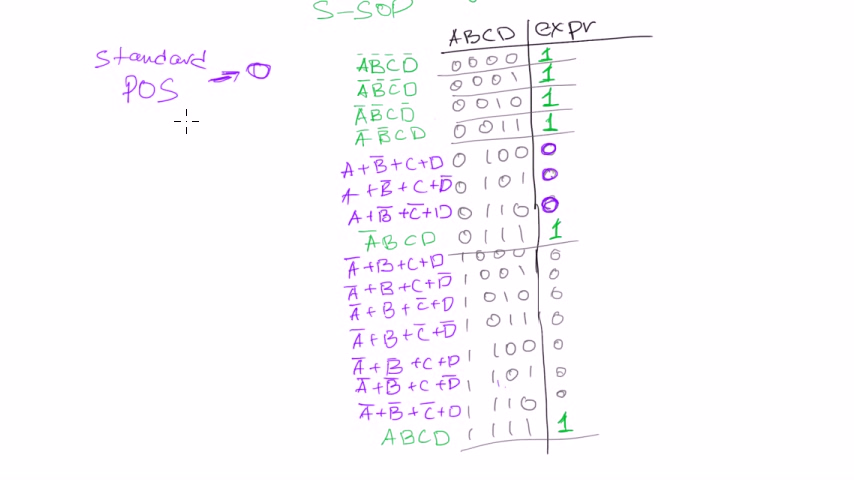 S-SOP
Standard → 0
POS
ABCD | expr
A̅B̅C̅D̅ 0000 1
A̅B̅C̅D 0001 1
A̅B̅CD̅ 0010 1
A̅B̅CD 0011 1
A+B̅+C+D 0100 0
A+B̅+C+D̅ 0101 0
A+B̅+C̅+D 0110 0
A̅BCD 0111 1
A̅+B+C+D 1000 0
A̅+B+C+D̅ 1001 0
A̅+B+C̅+D 1010 0
A̅+B+C̅+D̅ 1011 0
A̅+B̅+C+D 1100 0
A̅+B̅+C+D̅ 1101 0
A̅+B̅+C̅+D 1110 0
ABCD 1111 1